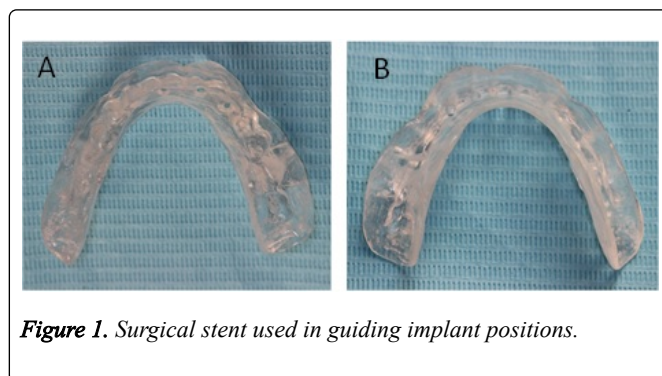 A
B
Figure 1. Surgical stent used in guiding implant positions.